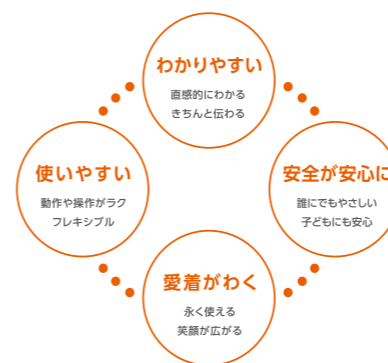 わかりやすい
直感的にわかる
きちんと伝わる
使いやすい
動作や操作がラク
フレキシブル
安全が安心に
誰にでもやさしい
子どもにも安心
愛着がわく
永く使える
笑顔が広がる